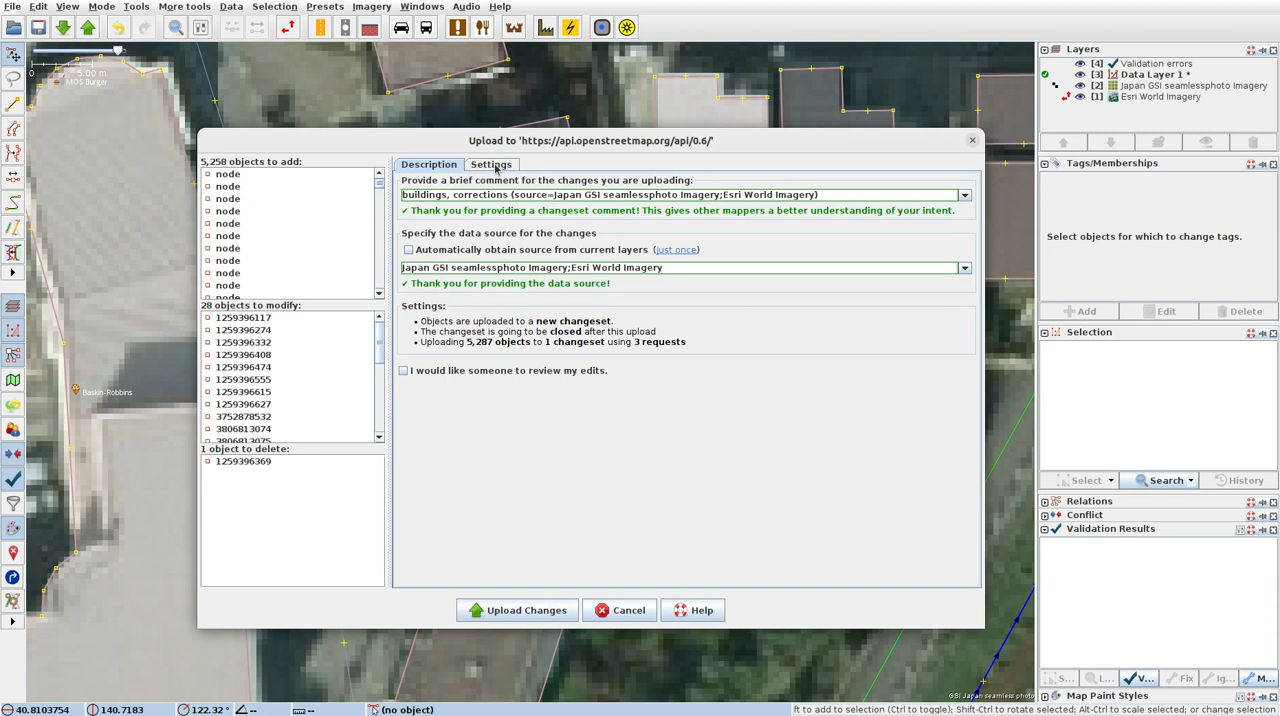 File Edit View Mode Tools More tools Data Selection Presets Imagery Windows Audio Help
0 5.00 m
MOS Burger
Baskin-Robbins
Upload to 'https://api.openstreetmap.org/api/0.6/'
5,258 objects to add:
node
node
node
node
node
node
node
node
node
node
node
28 objects to modify:
1259396117
1259396274
1259396332
1259396408
1259396474
1259396555
1259396615
1259396627
3752878532
3806813074
3806813075
1 object to delete:
1259396369
Description Settings
Provide a brief comment for the changes you are uploading:
buildings, corrections (source=Japan GSI seamlessphoto Imagery;Esri World Imagery)
✔ Thank you for providing a changeset comment! This gives other mappers a better understanding of your intent.
Specify the data source for the changes
Automatically obtain source from current layers (just once)
Japan GSI seamlessphoto Imagery;Esri World Imagery
✔ Thank you for providing the data source!
Settings:
• Objects are uploaded to a new changeset.
• The changeset is going to be closed after this upload
• Uploading 5,287 objects to 1 changeset using 3 requests
I would like someone to review my edits.
Upload Changes Cancel Help
Layers
[4] Validation errors
[3] Data Layer 1 *
[2] Japan GSI seamlessphoto Imagery
[1] Esri World Imagery
Tags/Memberships
Select objects for which to change tags.
Add Edit Delete
Selection
Select Search History
Relations
Conflict
Validation Results
S... L... V... Fix Ig... M...
Map Paint Styles
GSI Japan seamless photo
40.8103754 140.7183 122.32 ° -- -- (no object) ft to add to selection (Ctrl to toggle); Shift-Ctrl to rotate selected; Alt-Ctrl to scale selected; or change selection